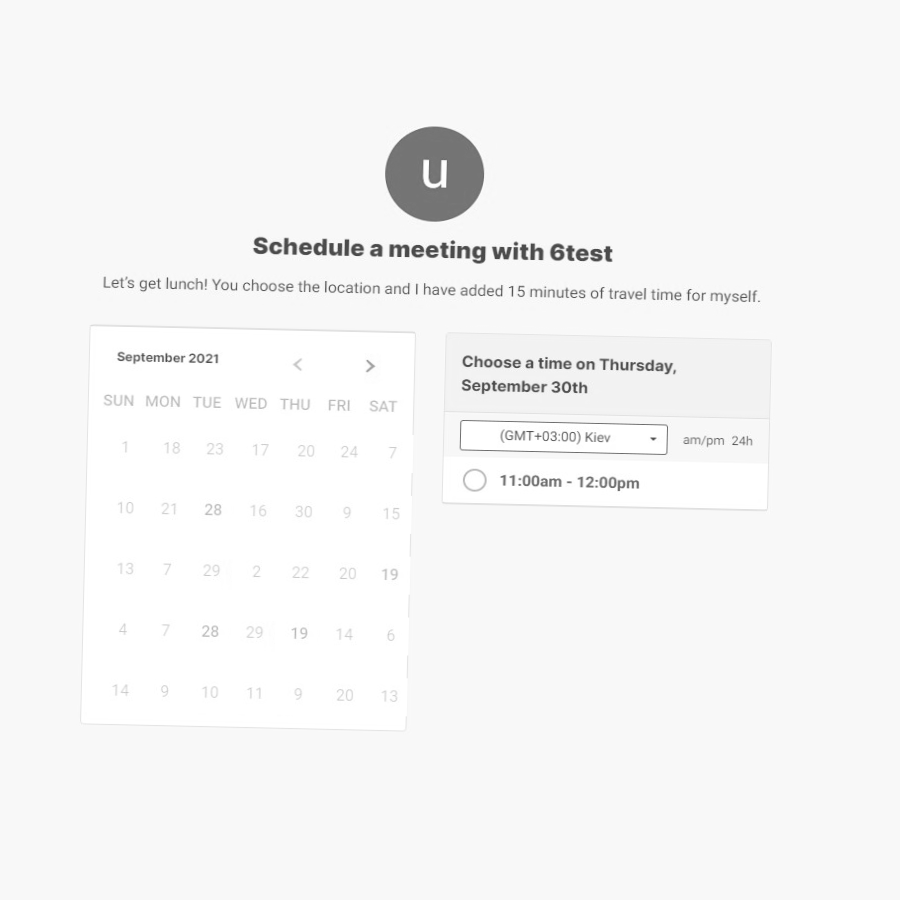 u
Schedule a meeting with 6test
Let's get lunch! You choose the location and I have added 15 minutes of travel time for myself.
September 2021
SUN MON TUE WED THU FRI SAT
1 18 23 17 20 24 7
10 21 28 16 30 9 15
13 7 29 2 22 20 19
4 7 28 29 19 14 6
14 9 10 11 9 20 13
Choose a time on Thursday,
September 30th
(GMT+03:00) Kiev
am/pm 24h
11:00am - 12:00pm